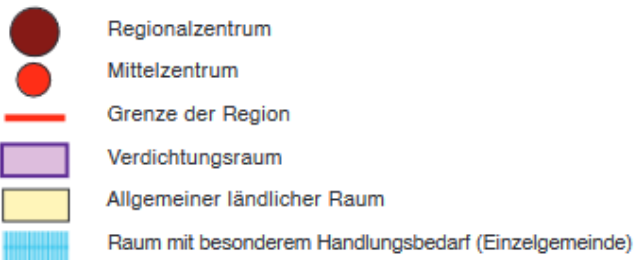 Regionalzentrum
Mittelzentrum
Grenze der Region
Verdichtungsraum
Allgemeiner ländlicher Raum
Raum mit besonderem Handlungsbedarf (Einzelgemeinde)